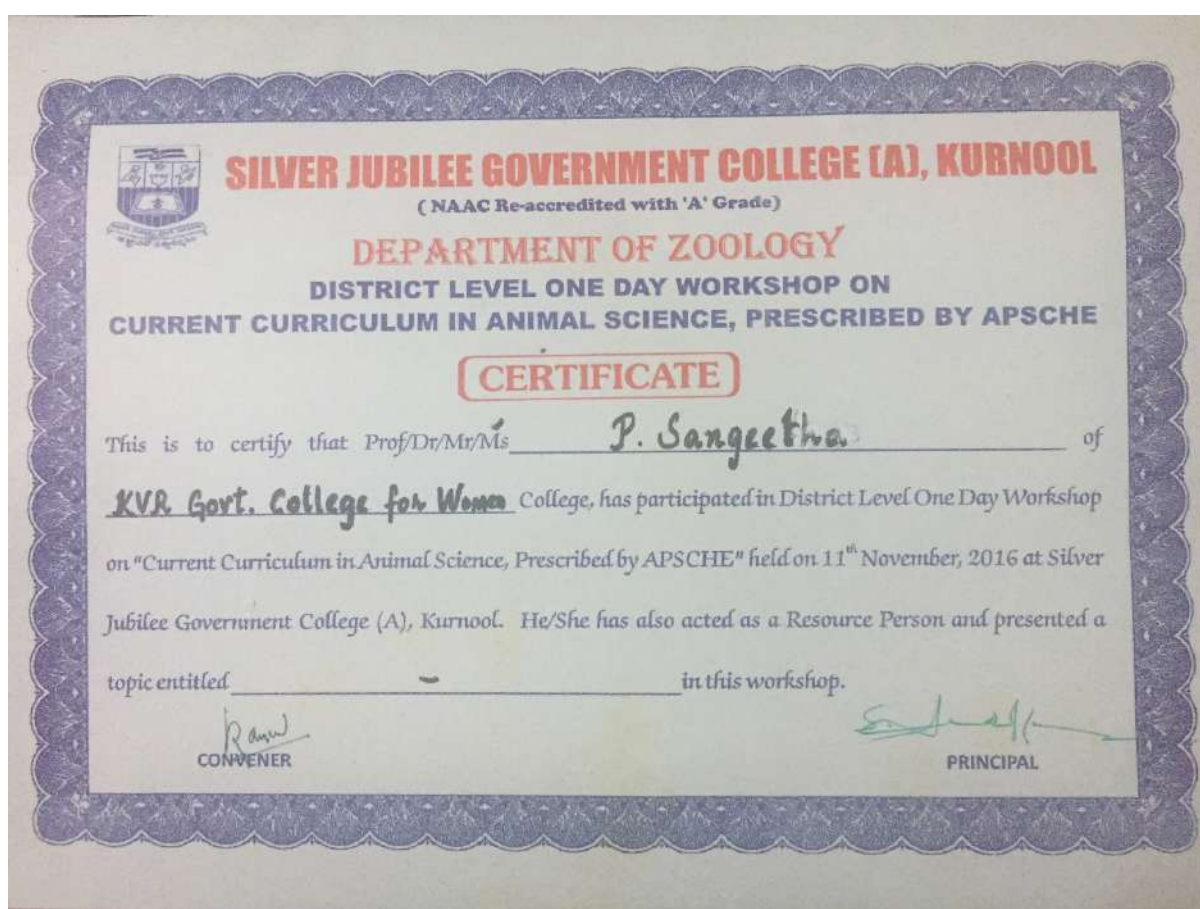 SILVER JUBILEE GOVERNMENT COLLEGE (A), KURNOOL
( NAAC Re-accredited with 'A' Grade)
DEPARTMENT OF ZOOLOGY
DISTRICT LEVEL ONE DAY WORKSHOP ON
CURRENT CURRICULUM IN ANIMAL SCIENCE, PRESCRIBED BY APSCHE
CERTIFICATE
This is to certify that Prof/Dr/Mr/Ms P. Sangeetha of
KVR Govt. College for Women College, has participated in District Level One Day Workshop
on "Current Curriculum in Animal Science, Prescribed by APSCHE" held on 11th November, 2016 at Silver
Jubilee Government College (A), Kurnool. He/She has also acted as a Resource Person and presented a
topic entitled - in this workshop.
CONVENER
PRINCIPAL